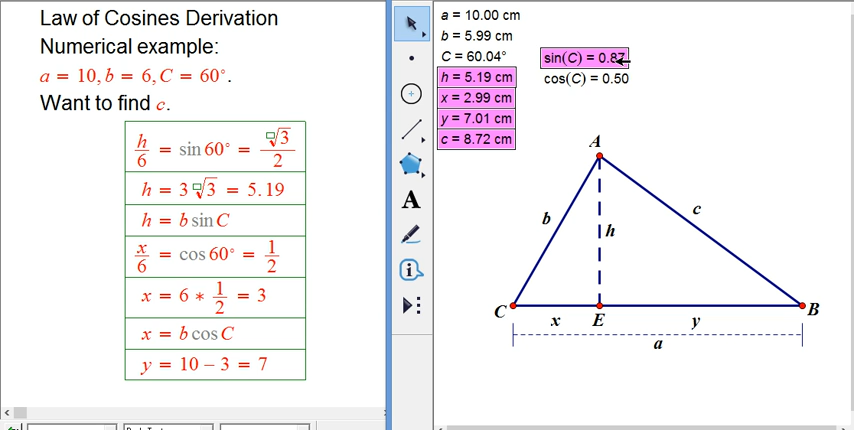 Law of Cosines Derivation
Numerical example:
a = 10, b = 6, C = 60°.
Want to find c.
h/6 = sin 60° = √3/2
h = 3√3 = 5.19
h = b sin C
x/6 = cos 60° = 1/2
x = 6 * 1/2 = 3
x = b cos C
y = 10 − 3 = 7
a = 10.00 cm
b = 5.99 cm
C = 60.04°
h = 5.19 cm
x = 2.99 cm
y = 7.01 cm
c = 8.72 cm
sin(C) = 0.87
cos(C) = 0.50
A
A
b
c
h
C
x
E
y
B
a